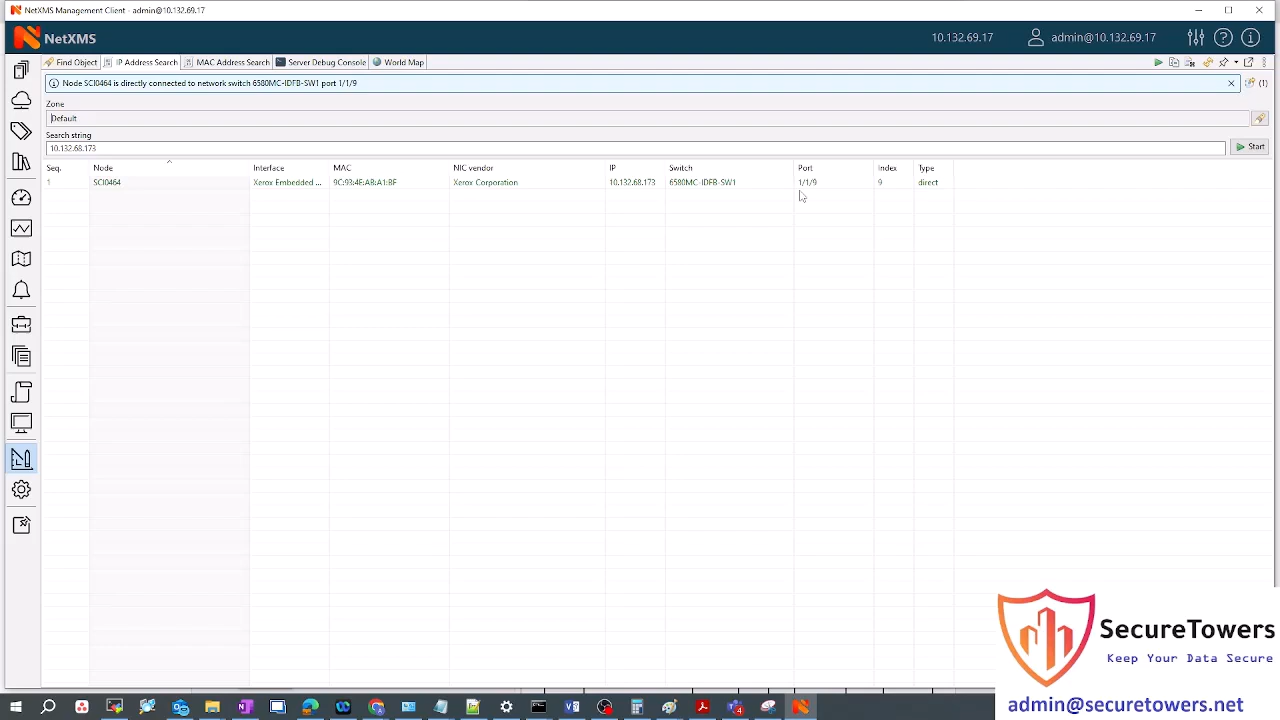 NetXMS Management Client - admin@10.132.69.17
NetXMS
10.132.69.17
admin@10.132.69.17
Find Object
IP Address Search
MAC Address Search
Server Debug Console
World Map
Node SCI0464 is directly connected to network switch 6580MC-IDFB-SW1 port 1/1/9
(1)
Zone
Default
Search string
10.132.68.173
Start
Seq. Node Interface MAC NIC vendor IP Switch Port Index Type
1 SCI0464 Xerox Embedded ... 9C:93:4E:AB:A1:BF Xerox Corporation 10.132.68.173 6580MC-IDFB-SW1 1/1/9 9 direct
SecureTowers
Keep Your Data Secure
admin@securetowers.net